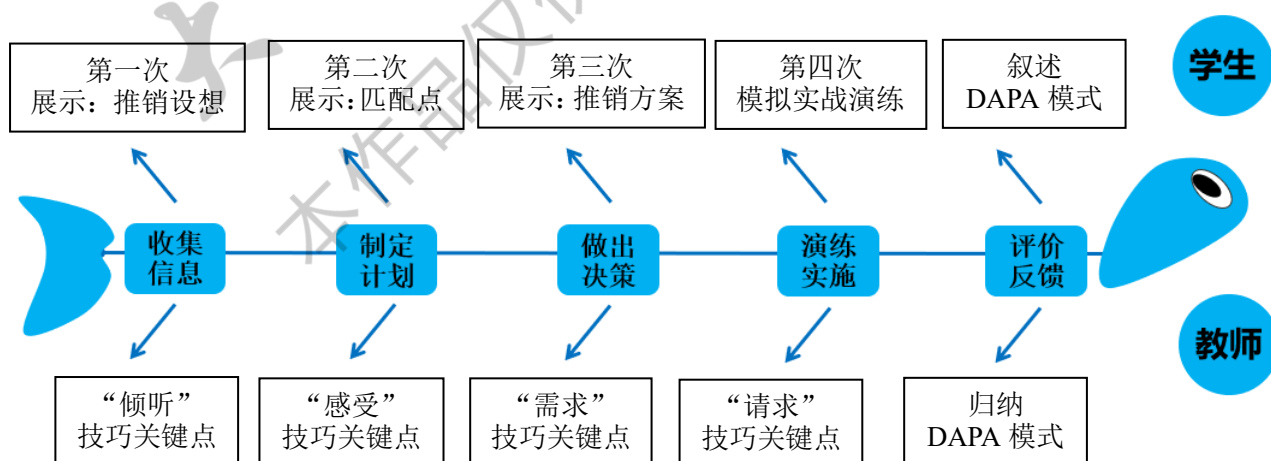 学生
第一次
展示：推销设想
第二次
展示：匹配点
第三次
展示：推销方案
第四次
模拟实战演练
叙述
DAPA 模式
收集
信息
制定
计划
做出
决策
演练
实施
评价
反馈
教师
“倾听”
技巧关键点
“感受”
技巧关键点
“需求”
技巧关键点
“请求”
技巧关键点
归纳
DAPA 模式
本作品仅